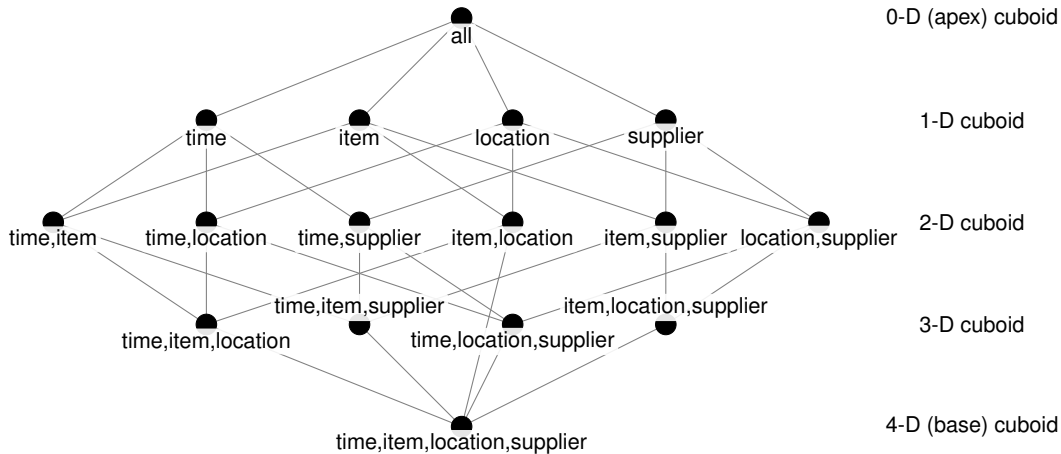 all
0-D (apex) cuboid
time
item
location
supplier
1-D cuboid
time,item
time,location
time,supplier
item,location
item,supplier
location,supplier
2-D cuboid
time,item,supplier
item,location,supplier
time,item,location
time,location,supplier
3-D cuboid
time,item,location,supplier
4-D (base) cuboid